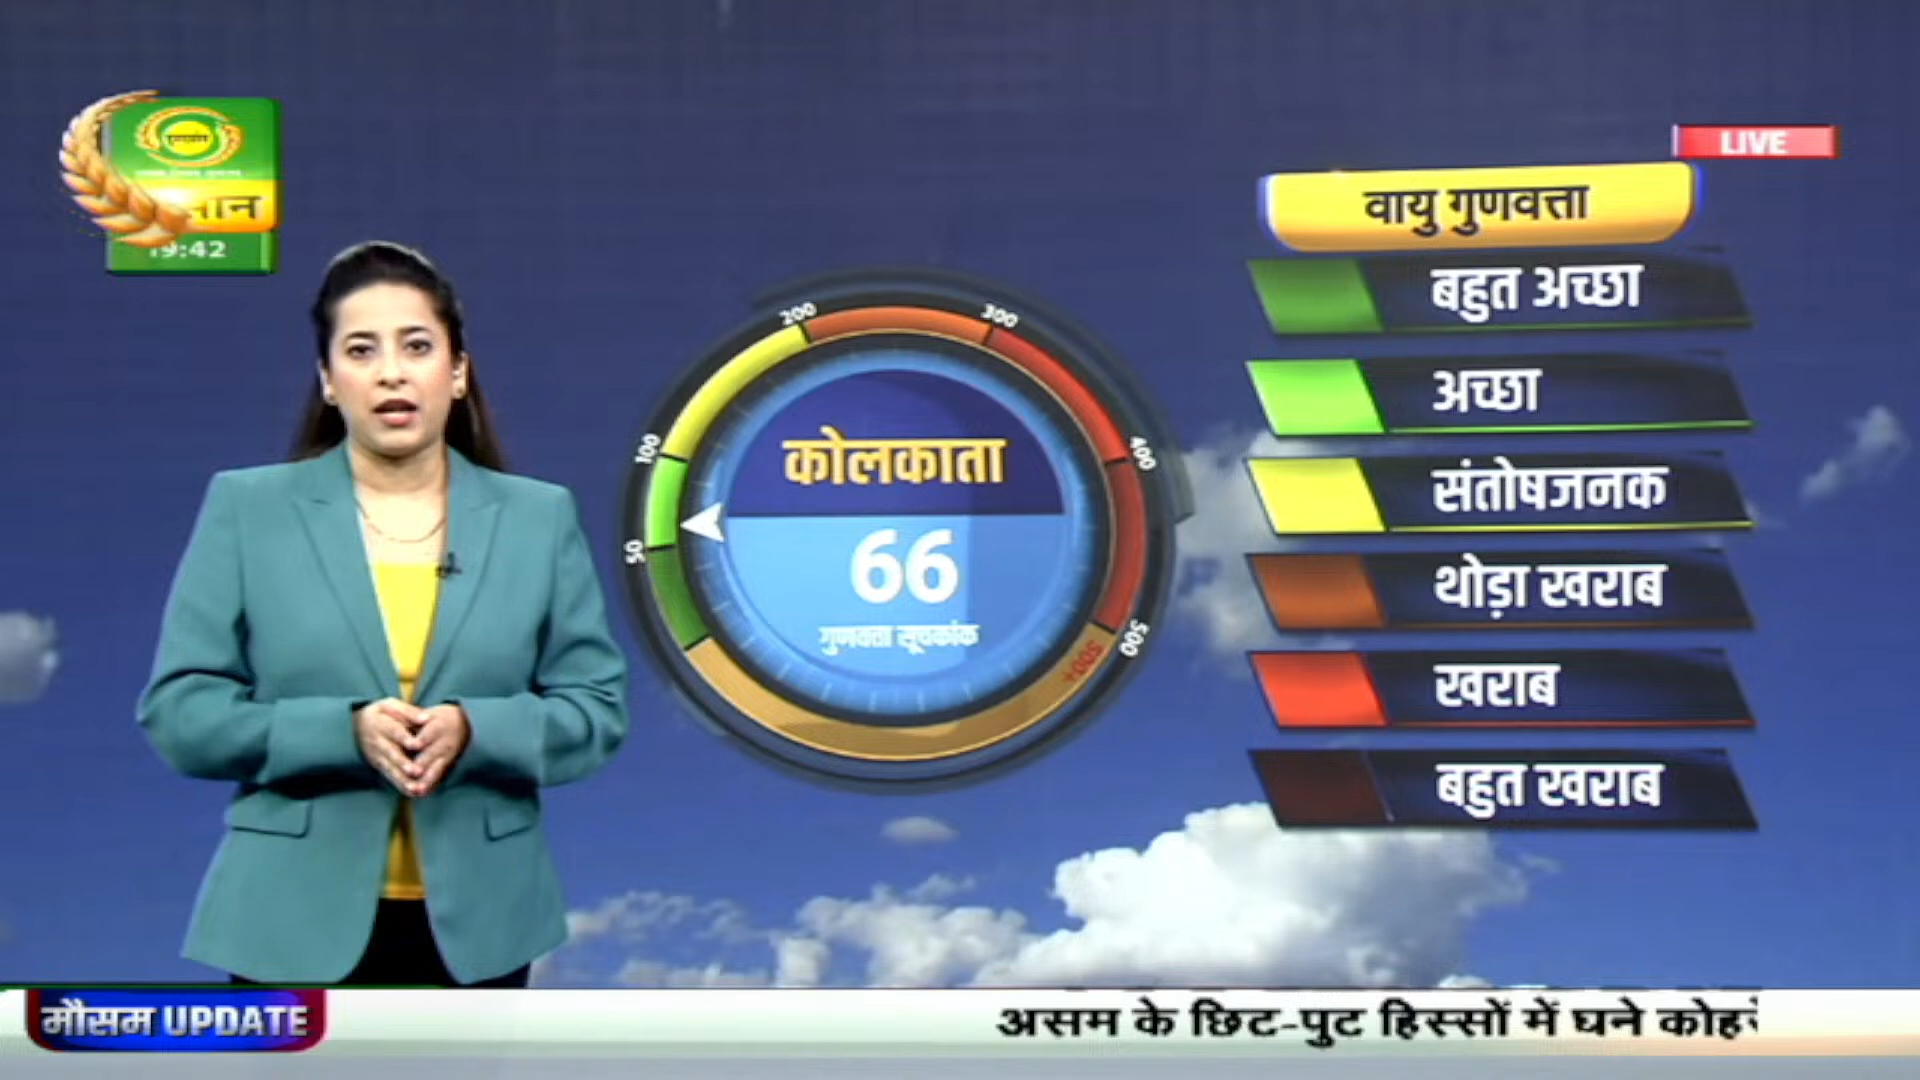 19:42
LIVE
वायु गुणवत्ता
बहुत अच्छा
अच्छा
संतोषजनक
थोड़ा खराब
खराब
बहुत खराब
200
300
100
400
50
500
500+
कोलकाता
66
गुणवत्ता सूचकांक
मौसम UPDATE
असम के छिट-पुट हिस्सों में घने